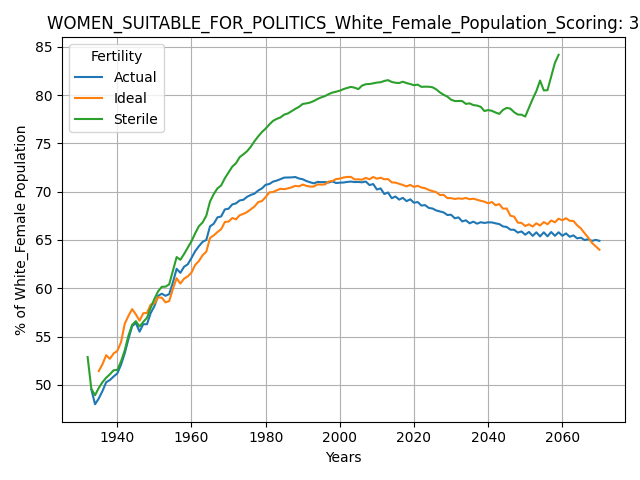 WOMEN_SUITABLE_FOR_POLITICS_White_Female_Population_Scoring: 3
Fertility
Actual
Ideal
Sterile
% of White_Female Population
85
80
75
70
65
60
55
50
1940 1960 1980 2000 2020 2040 2060
Years